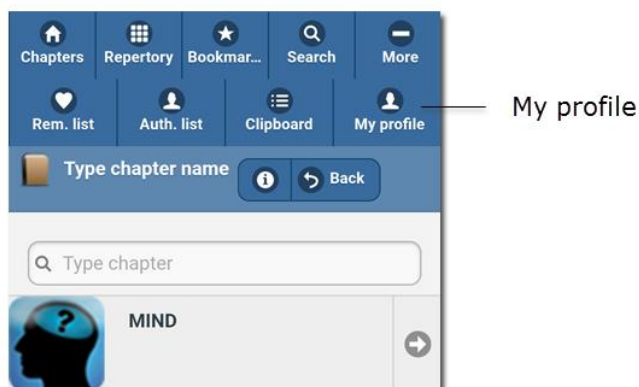 Chapters Repertory Bookmar... Search More
Rem. list Auth. list Clipboard My profile
My profile
Type chapter name Back
Type chapter
MIND